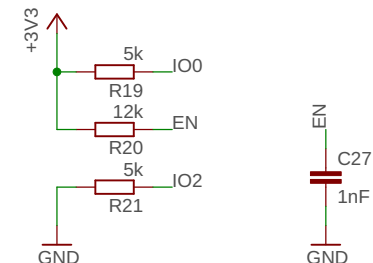 +3V3
5k
IO0
R19
12k
EN
R20
5k
IO2
R21
GND
EN
C27
1nF
GND